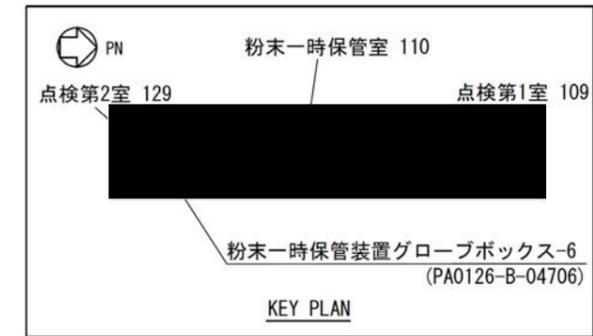 PN
粉末一時保管室 110
点検第2室 129
点検第1室 109
粉末一時保管装置グローブボックス-6
(PA0126-B-04706)
KEY PLAN